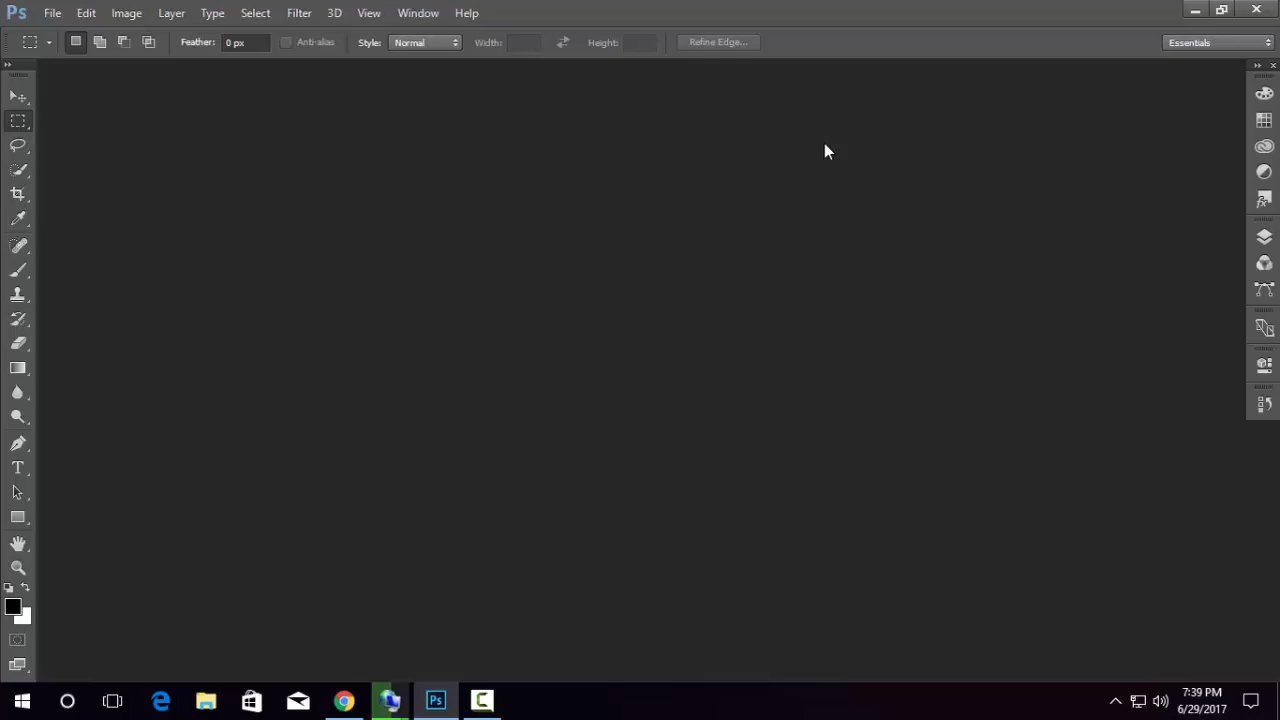 Ps File Edit Image Layer Type Select Filter 3D View Window Help
Feather: 0 px Anti-alias Style: Normal Width: Height: Refine Edge... Essentials
T
Ps
7:39 PM
6/29/2017